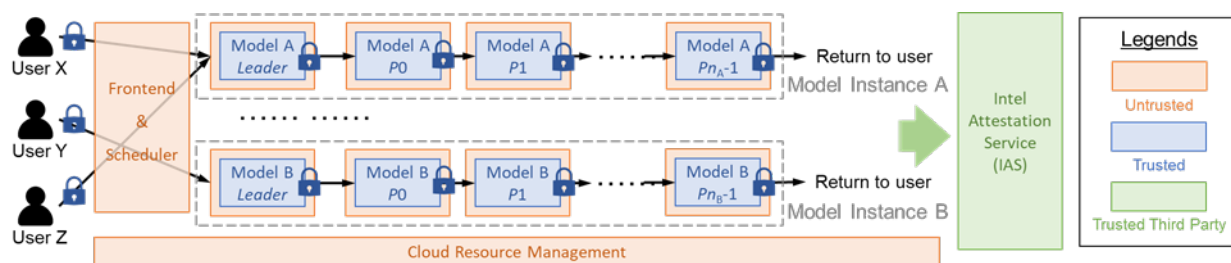 User X
User Y
User Z
Frontend
&
Scheduler
Model A
Leader
Model A
P0
Model A
P1
......
Model A
Pn_A-1
Return to user
Model Instance A
...... ......
Model B
Leader
Model B
P0
Model B
P1
......
Model B
Pn_B-1
Return to user
Model Instance B
Cloud Resource Management
Intel
Attestation
Service
(IAS)
Legends
Untrusted
Trusted
Trusted Third Party